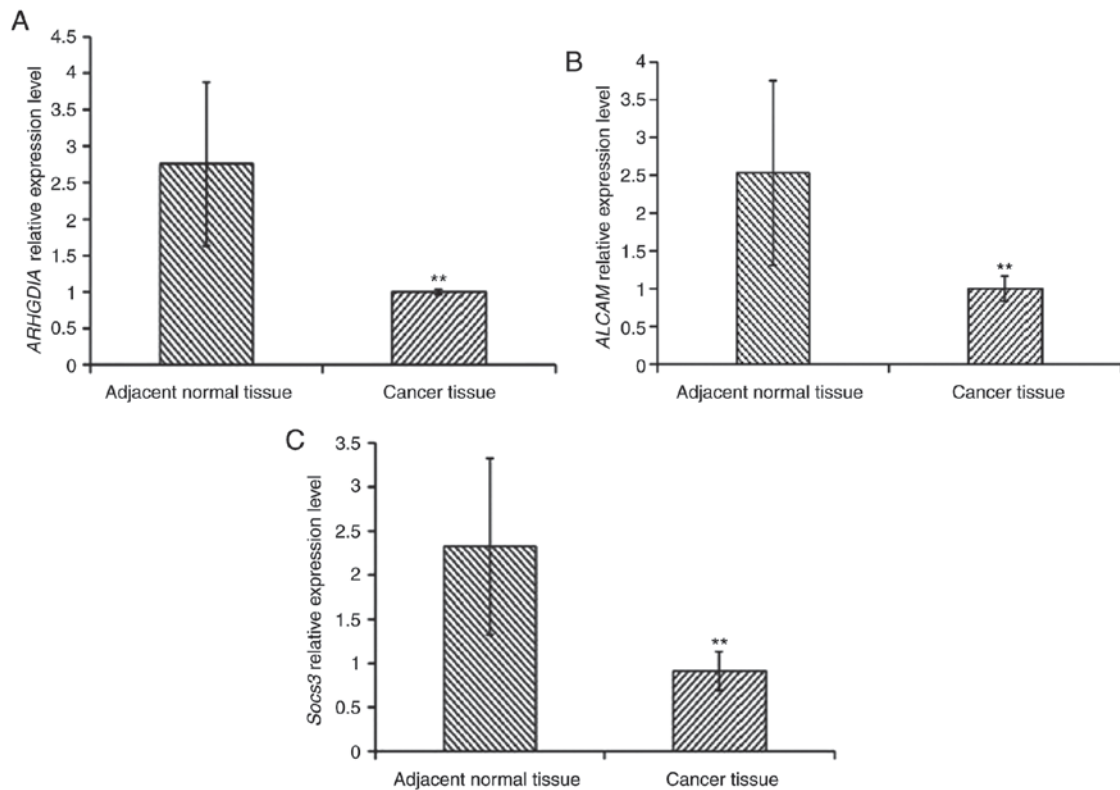 A
ARHGDIA relative expression level
4.5
4
3.5
3
2.5
2
1.5
1
0.5
0
**
Adjacent normal tissue
Cancer tissue
B
ALCAM relative expression level
4
3.5
3
2.5
2
1.5
1
0.5
0
**
Adjacent normal tissue
Cancer tissue
C
Socs3 relative expression level
3.5
3
2.5
2
1.5
1
0.5
0
**
Adjacent normal tissue
Cancer tissue